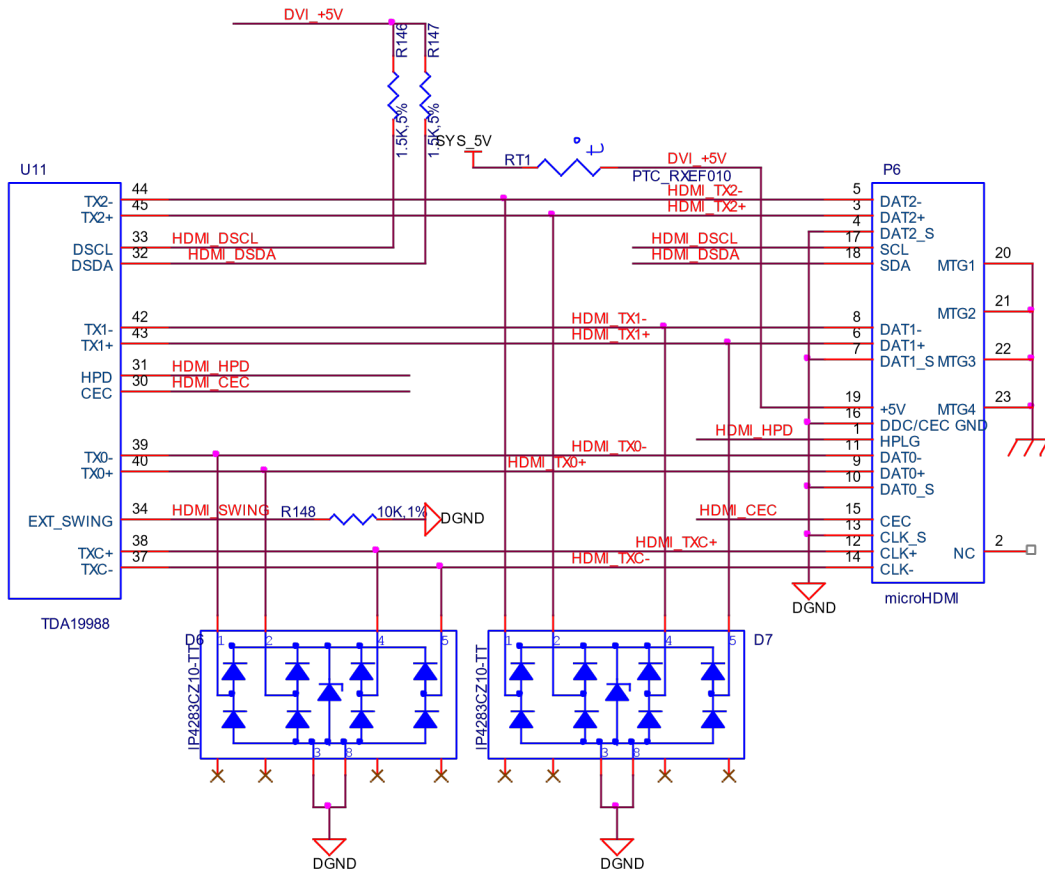 DVI_+5V
R146
R147
1.5K,5%
1.5K,5%
SYS_5V
RT1
t
DVI_+5V
PTC_RXEF010
U11
P6
44
TX2-
HDMI_TX2-
5
DAT2-
45
TX2+
HDMI_TX2+
3
DAT2+
4
DAT2_S
33
DSCL
HDMI_DSCL
HDMI_DSCL
17
SCL
32
DSDA
HDMI_DSDA
HDMI_DSDA
18
SDA
MTG1
20
MTG2
21
42
TX1-
HDMI_TX1-
8
DAT1-
43
TX1+
HDMI_TX1+
6
DAT1+
7
DAT1_S
MTG3
22
31
HPD
HDMI_HPD
30
CEC
HDMI_CEC
19
+5V
MTG4
23
16
DDC/CEC GND
HDMI_HPD
1
HPLG
39
TX0-
HDMI_TX0-
11
DAT0-
40
TX0+
HDMI_TX0+
9
DAT0+
10
DAT0_S
34
EXT_SWING
HDMI_SWING
R148
10K,1%
DGND
HDMI_CEC
15
CEC
13
CLK_S
38
TXC+
HDMI_TXC+
12
CLK+
NC
2
37
TXC-
HDMI_TXC-
14
CLK-
DGND
microHDMI
TDA19988
D6
1
2
4
5
IP4283CZ10-TT
3
8
DGND
D7
1
2
4
5
IP4283CZ10-TT
3
8
DGND